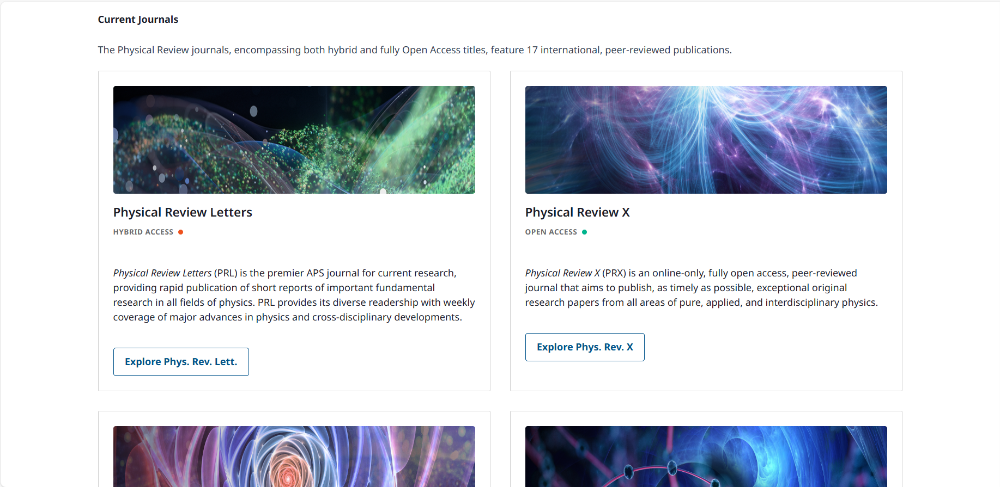 Current Journals
The Physical Review journals, encompassing both hybrid and fully Open Access titles, feature 17 international, peer-reviewed publications.
Physical Review Letters
HYBRID ACCESS
Physical Review Letters (PRL) is the premier APS journal for current research,
providing rapid publication of short reports of important fundamental
research in all fields of physics. PRL provides its diverse readership with weekly
coverage of major advances in physics and cross-disciplinary developments.
Explore Phys. Rev. Lett.
Physical Review X
OPEN ACCESS
Physical Review X (PRX) is an online-only, fully open access, peer-reviewed
journal that aims to publish, as timely as possible, exceptional original
research papers from all areas of pure, applied, and interdisciplinary physics.
Explore Phys. Rev. X